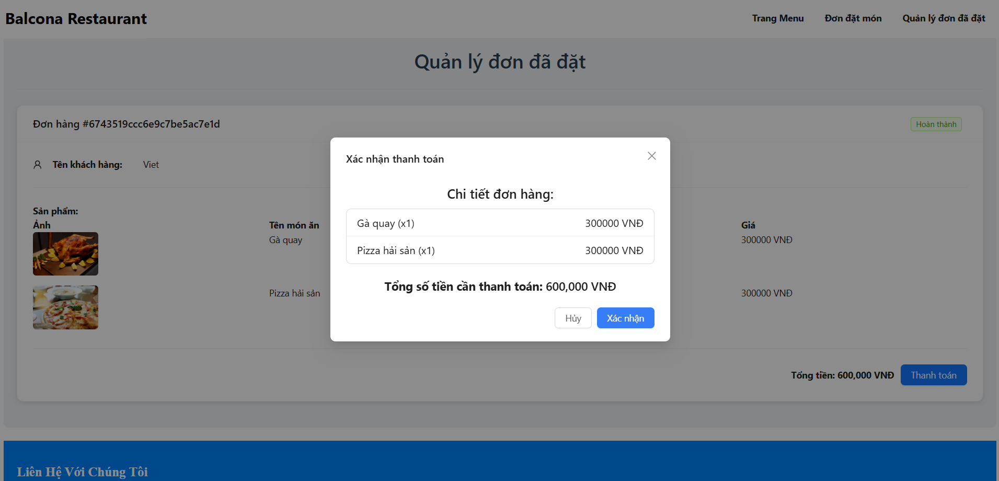 Balcona Restaurant
Trang Menu Đơn đặt món Quản lý đơn đã đặt
Quản lý đơn đã đặt
Đơn hàng #6743519ccc6e9c7be5ac7e1d
Hoàn thành
Tên khách hàng: Viet
Sản phẩm:
Ảnh Tên món ăn Giá
Gà quay 300000 VNĐ
Pizza hải sản 300000 VNĐ
Tổng tiền: 600,000 VNĐ Thanh toán
Xác nhận thanh toán
Chi tiết đơn hàng:
Gà quay (x1) 300000 VNĐ
Pizza hải sản (x1) 300000 VNĐ
Tổng số tiền cần thanh toán: 600,000 VNĐ
Hủy Xác nhận
Liên Hệ Với Chúng Tôi